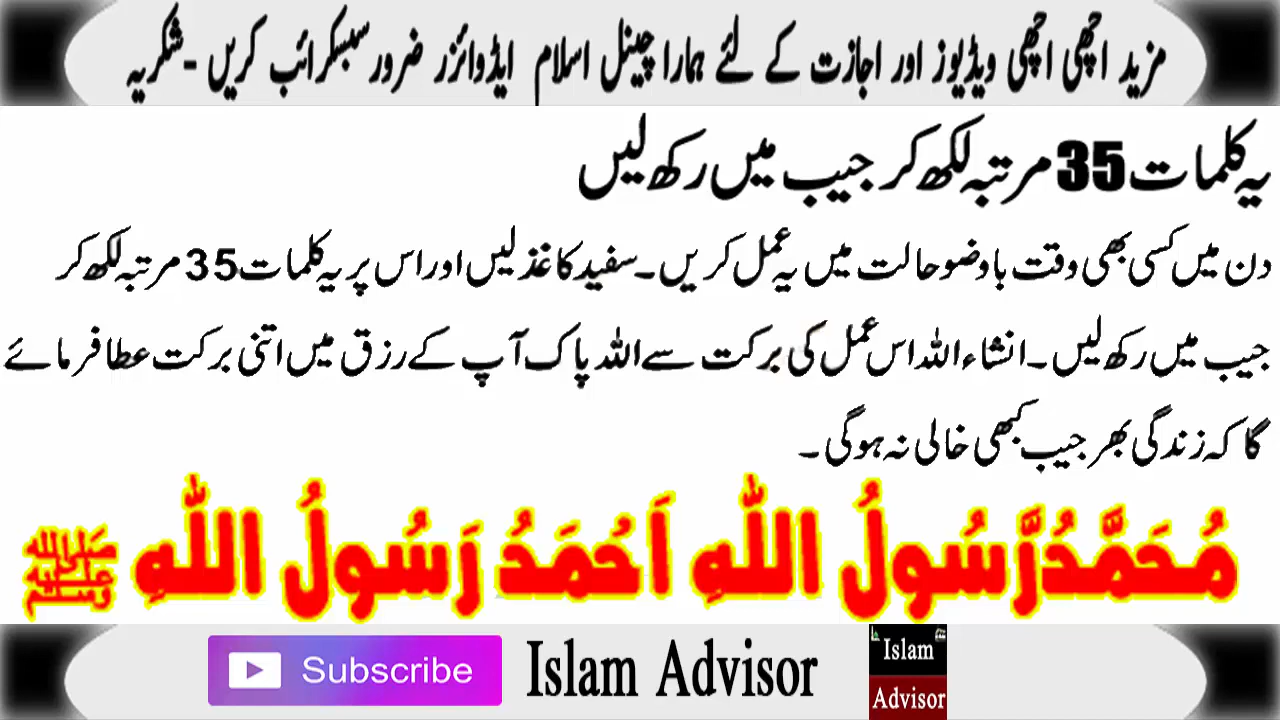 مزید اچھی اچھی ویڈیوز اور اجازت کے لئے ہمارا چینل اسلام ایڈوائزر ضرور سبسکرائب کریں - شکریہ
یہ کلمات 35 مرتبہ لکھ کر جیب میں رکھ لیں
دن میں کسی بھی وقت باوضو حالت میں یہ عمل کریں۔ سفید کاغذ لیں اور اس پر یہ کلمات 35 مرتبہ لکھ کر
جیب میں رکھ لیں۔ انشاء اللہ اس عمل کی برکت سے اللہ پاک آپ کے رزق میں اتنی برکت عطا فرمائے
گا کہ زندگی بھر جیب کبھی خالی نہ ہوگی۔
مُحَمَّدُرَّسُولُ اللّٰهِ اَحُمَدُ رَسُولُ اللّٰهِ ﷺ
Subscribe Islam Advisor
Islam
Advisor